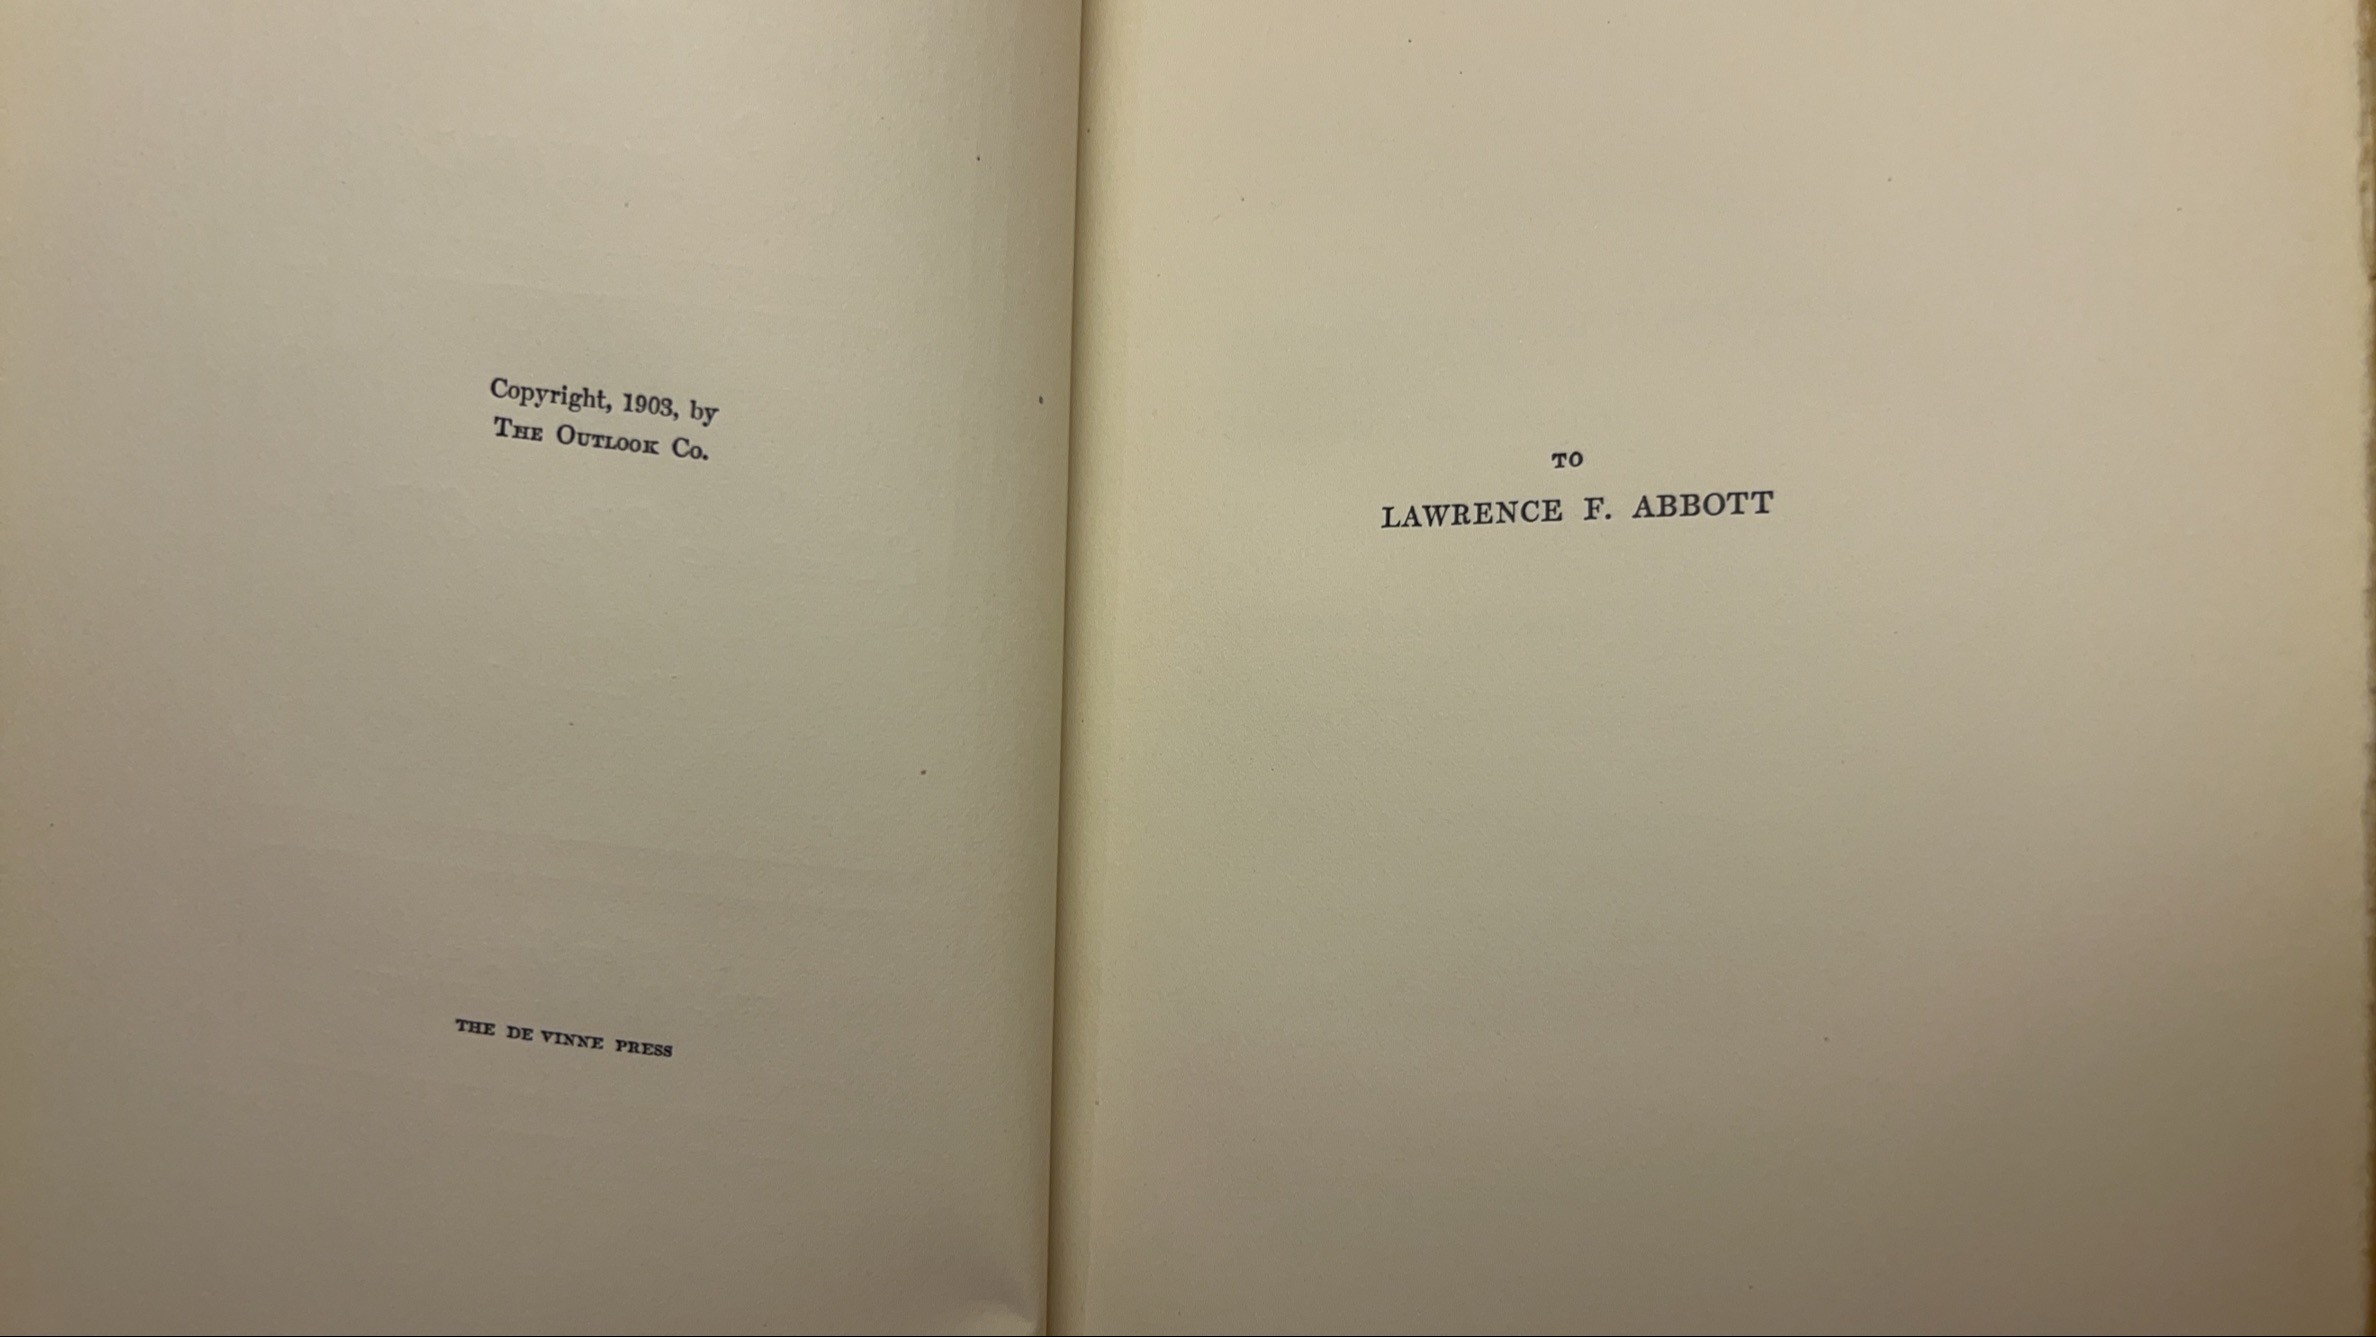 Copyright, 1903, by
THE OUTLOOK CO.
THE DE VINNE PRESS
TO
LAWRENCE F. ABBOTT